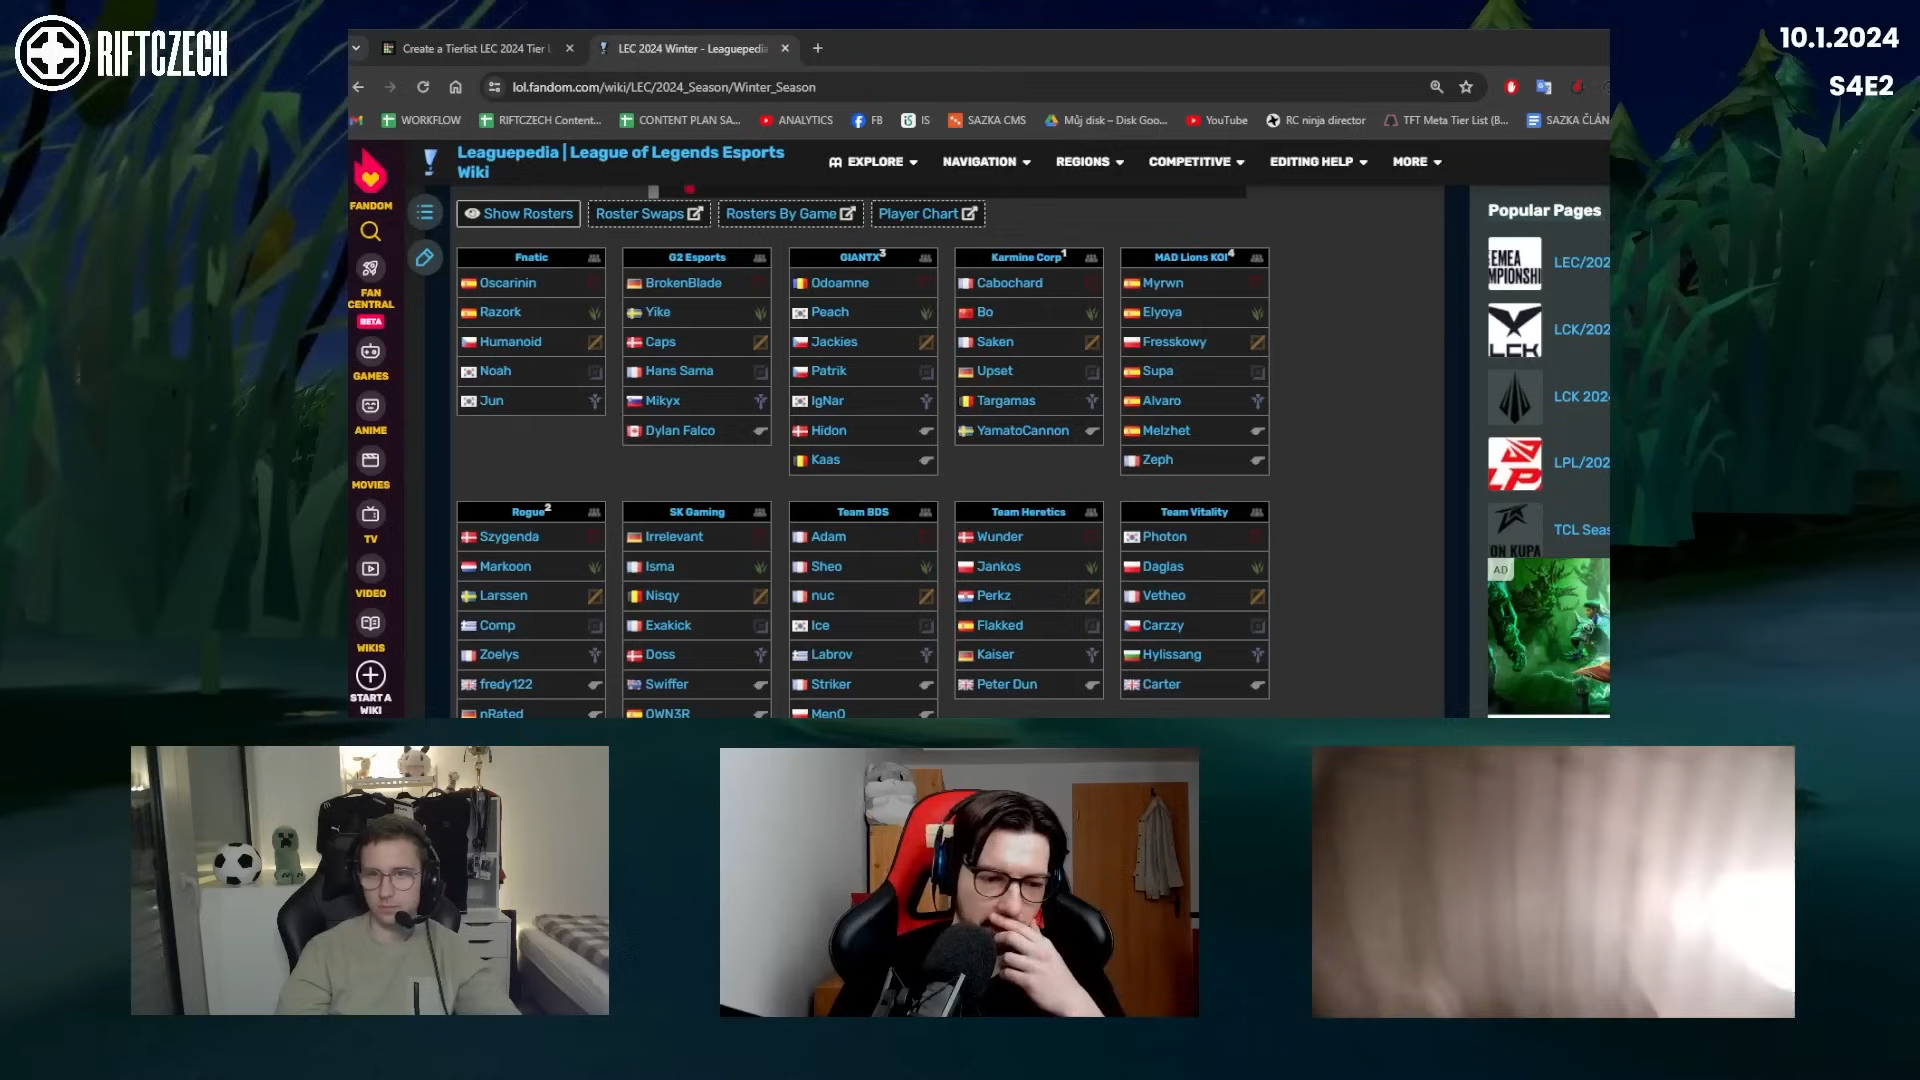 RIFTCZECH
10.1.2024
S4E2
Create a Tierlist LEC 2024 Tier L
LEC 2024 Winter - Leaguepedia
lol.fandom.com/wiki/LEC/2024_Season/Winter_Season
WORKFLOW
RIFTCZECH Content...
CONTENT PLAN SA...
ANALYTICS
FB
IS
SAZKA CMS
Můj disk – Disk Goo...
YouTube
RC ninja director
TFT Meta Tier List (B...
SAZKA ČLÁN
Leaguepedia | League of Legends Esports
Wiki
EXPLORE
NAVIGATION
REGIONS
COMPETITIVE
EDITING HELP
MORE
FANDOM
FAN
CENTRAL
BETA
GAMES
ANIME
MOVIES
TV
VIDEO
WIKIS
START A
WIKI
Show Rosters
Roster Swaps
Rosters By Game
Player Chart
Fnatic
Oscarinin
Razork
Humanoid
Noah
Jun
G2 Esports
BrokenBlade
Yike
Caps
Hans Sama
Mikyx
Dylan Falco
GIANTX3
Odoamne
Peach
Jackies
Patrik
IgNar
Hidon
Kaas
Karmine Corp1
Cabochard
Bo
Saken
Upset
Targamas
YamatoCannon
MAD Lions KOI4
Myrwn
Elyoya
Fresskowy
Supa
Alvaro
Melzhet
Zeph
Rogue2
Szygenda
Markoon
Larssen
Comp
Zoelys
fredy122
nRated
SK Gaming
Irrelevant
Isma
Nisqy
Exakick
Doss
Swiffer
OWN3R
Team BDS
Adam
Sheo
nuc
Ice
Labrov
Striker
MenQ
Team Heretics
Wunder
Jankos
Perkz
Flakked
Kaiser
Peter Dun
Team Vitality
Photon
Daglas
Vetheo
Carzzy
Hylissang
Carter
Popular Pages
EMEA
MPIONSHI
LEC/202
LCK
LCK/202
LCK 2024
LPL/202
ON KUPA
TCL Seas
AD